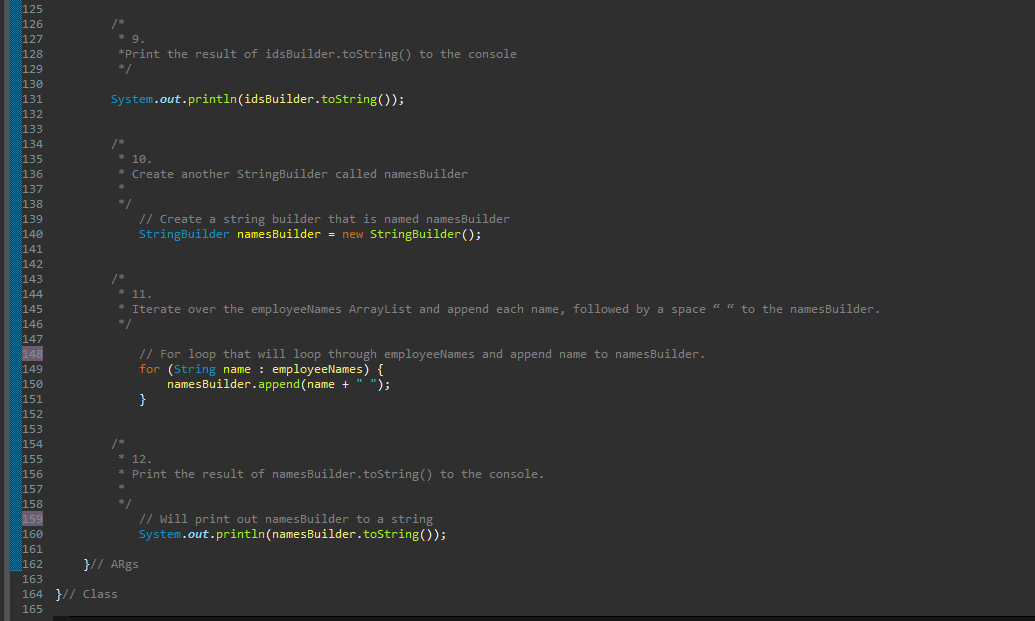 125
126 /*
127 * 9.
128 *Print the result of idsBuilder.toString() to the console
129 */
130
131 System.out.println(idsBuilder.toString());
132
133
134 /*
135 * 10.
136 * Create another StringBuilder called namesBuilder
137 *
138 */
139 // Create a string builder that is named namesBuilder
140 StringBuilder namesBuilder = new StringBuilder();
141
142
143 /*
144 * 11.
145 * Iterate over the employeeNames ArrayList and append each name, followed by a space “ “ to the namesBuilder.
146 */
147
148 // For loop that will loop through employeeNames and append name to namesBuilder.
149 for (String name : employeeNames) {
150 namesBuilder.append(name + " ");
151 }
152
153
154 /*
155 * 12.
156 * Print the result of namesBuilder.toString() to the console.
157 *
158 */
159 // Will print out namesBuilder to a string
160 System.out.println(namesBuilder.toString());
161
162 }// ARgs
163
164 }// Class
165